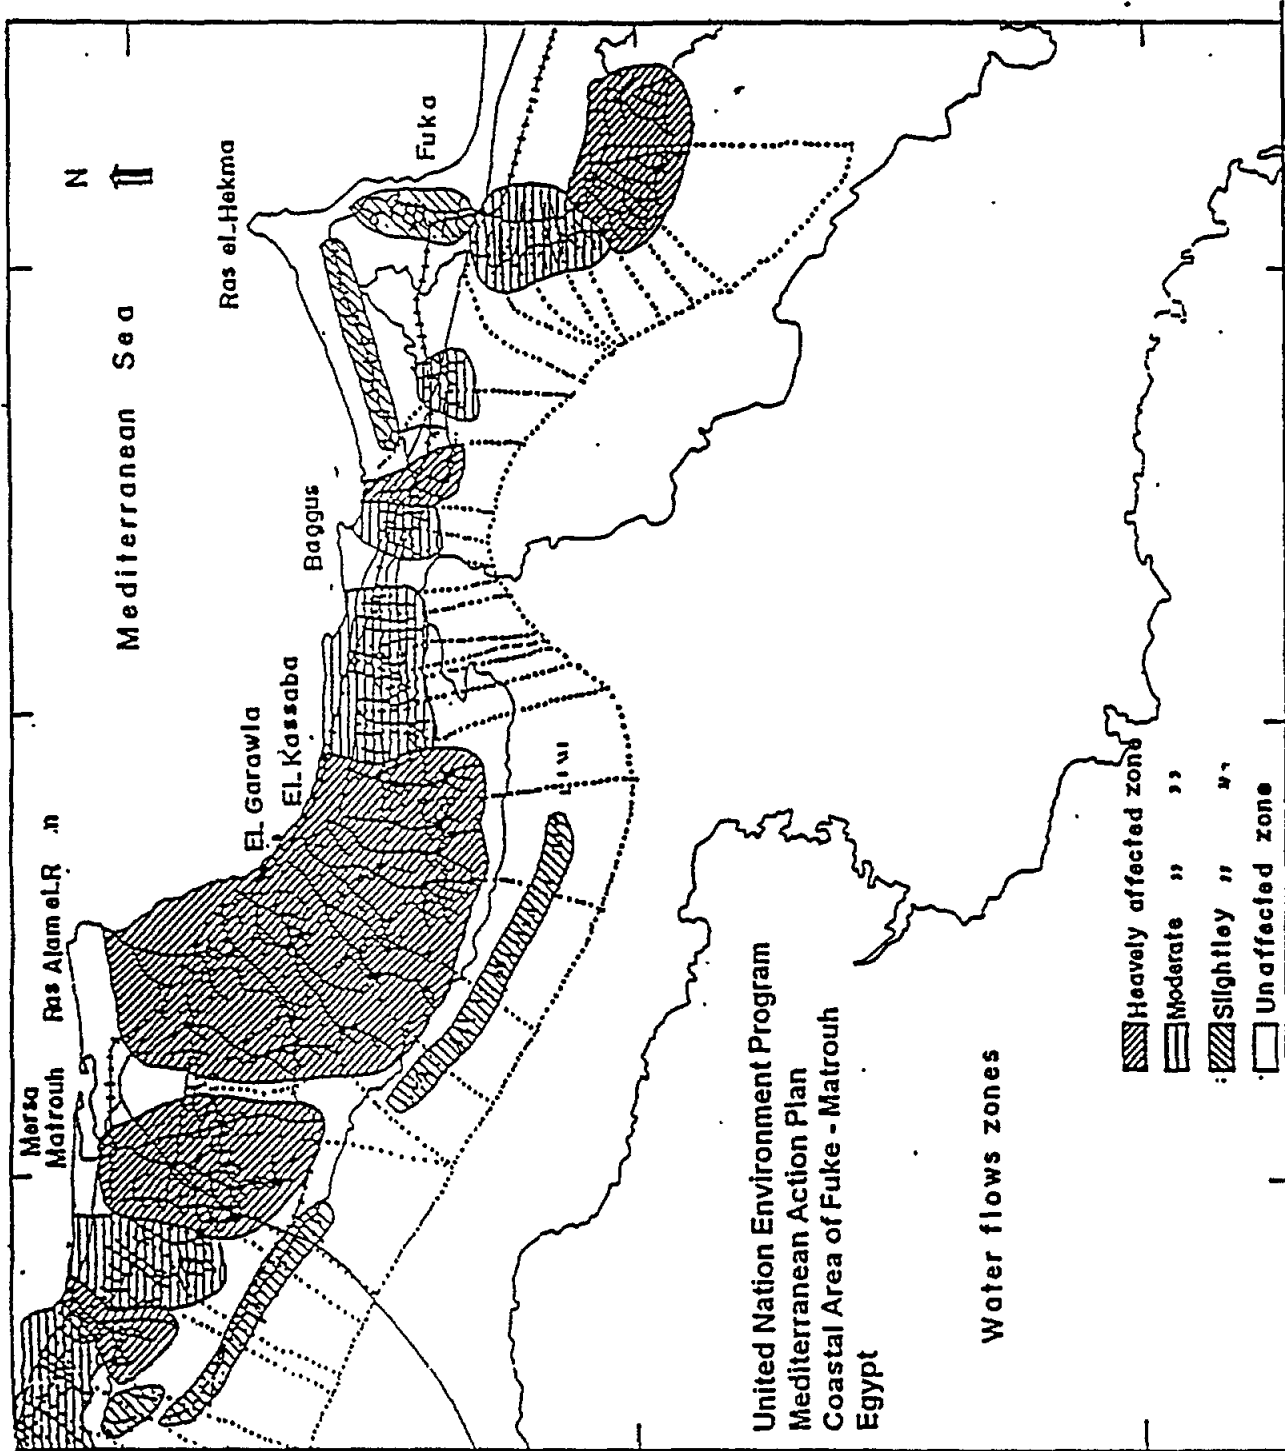 N
Mediterranean Sea
Mersa
Matrouh
Ras Alam el.R
EL. Garawla
EL.Kassaba
Baggus
Ras el.Hekma
Fuka
United Nation Environment Program
Mediterranean Action Plan
Coastal Area of Fuke - Matrouh
Egypt
Water flows zones
Heavely affected zone
Moderate " "
Slightley " "
Unaffected zone